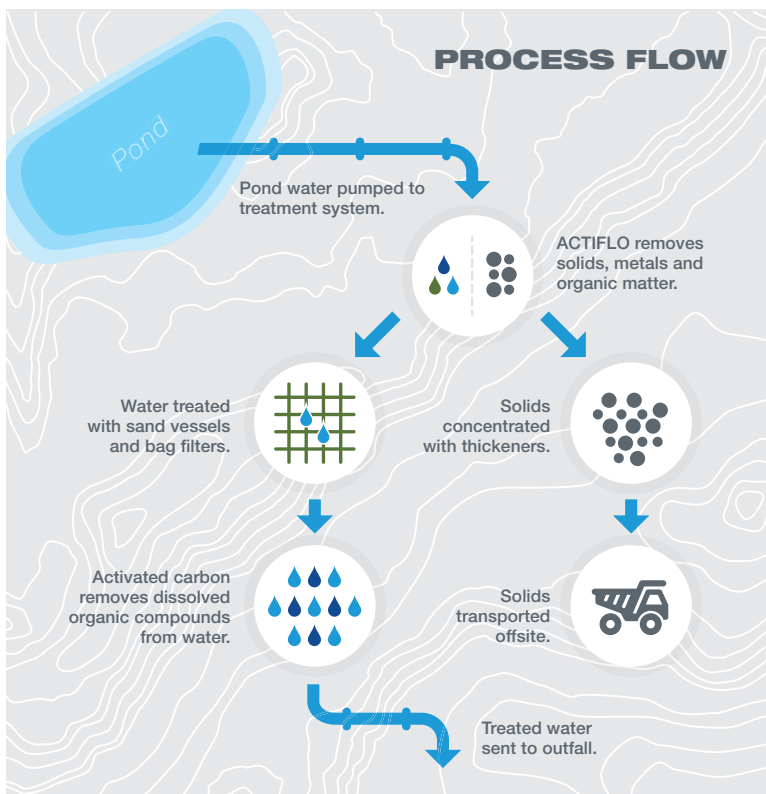 PROCESS FLOW
Pond
Pond water pumped to
treatment system.
ACTIFLO removes
solids, metals and
organic matter.
Water treated
with sand vessels
and bag filters.
Solids
concentrated
with thickeners.
Activated carbon
removes dissolved
organic compounds
from water.
Solids
transported
offsite.
Treated water
sent to outfall.